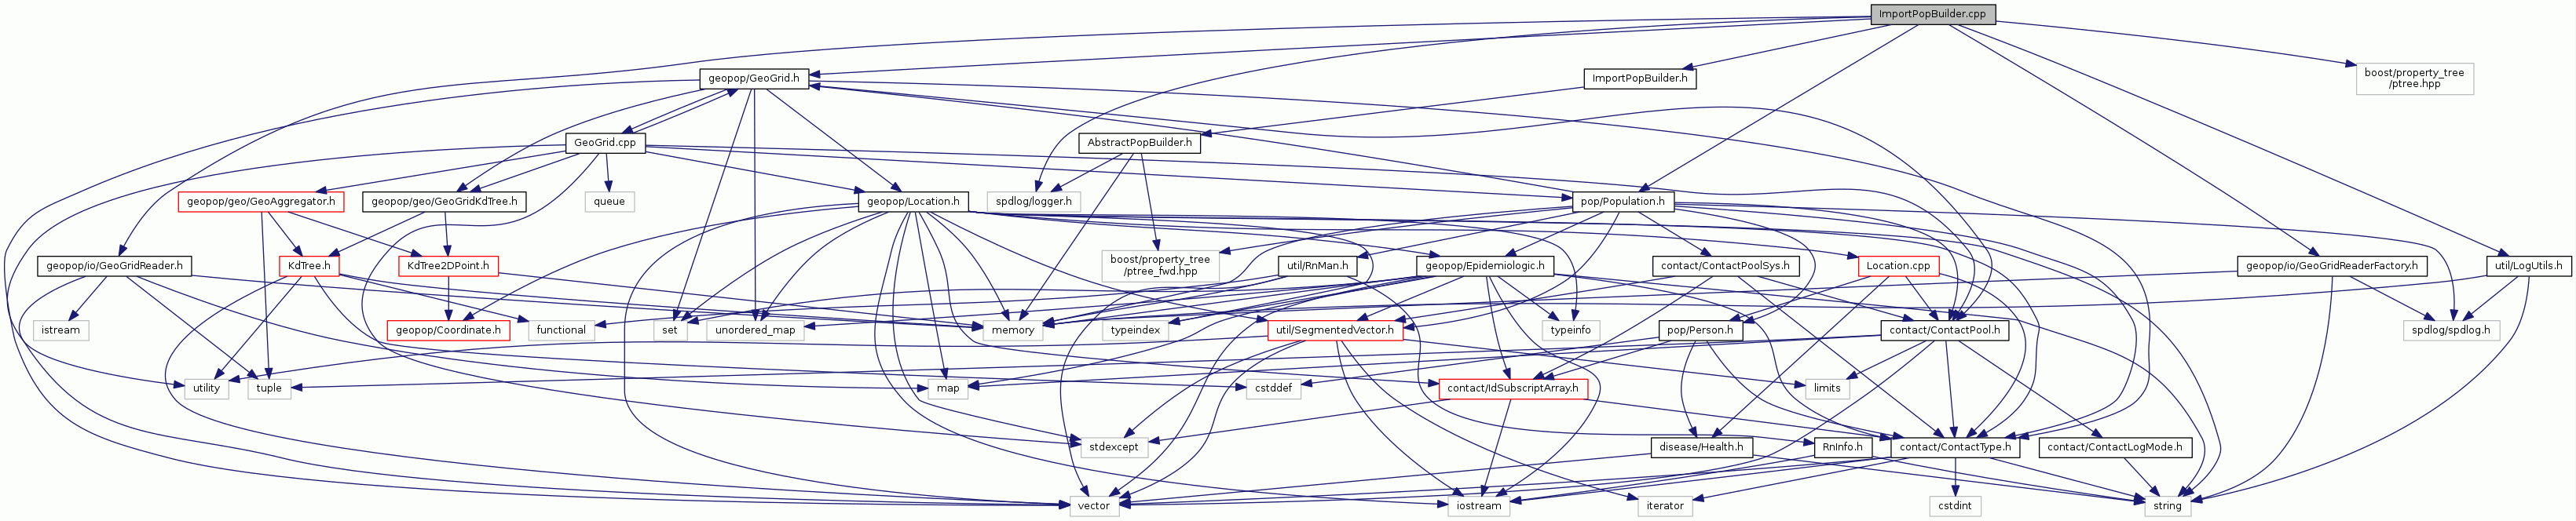 ImportPopBuilder.cpp
geopop/GeoGrid.h
ImportPopBuilder.h
boost/property_tree
/ptree.hpp
GeoGrid.cpp
AbstractPopBuilder.h
geopop/geo/GeoAggregator.h
geopop/geo/GeoGridKdTree.h
queue
geopop/Location.h
spdlog/logger.h
pop/Population.h
geopop/io/GeoGridReader.h
KdTree.h
KdTree2DPoint.h
boost/property_tree
/ptree_fwd.hpp
util/RnMan.h
geopop/Epidemiologic.h
contact/ContactPoolSys.h
Location.cpp
geopop/io/GeoGridReaderFactory.h
util/LogUtils.h
istream
geopop/Coordinate.h
functional
set
unordered_map
memory
typeindex
util/SegmentedVector.h
typeinfo
pop/Person.h
contact/ContactPool.h
spdlog/spdlog.h
utility
tuple
map
cstddef
contact/IdSubscriptArray.h
limits
stdexcept
disease/Health.h
RnInfo.h
contact/ContactType.h
contact/ContactLogMode.h
vector
iostream
iterator
cstdint
string